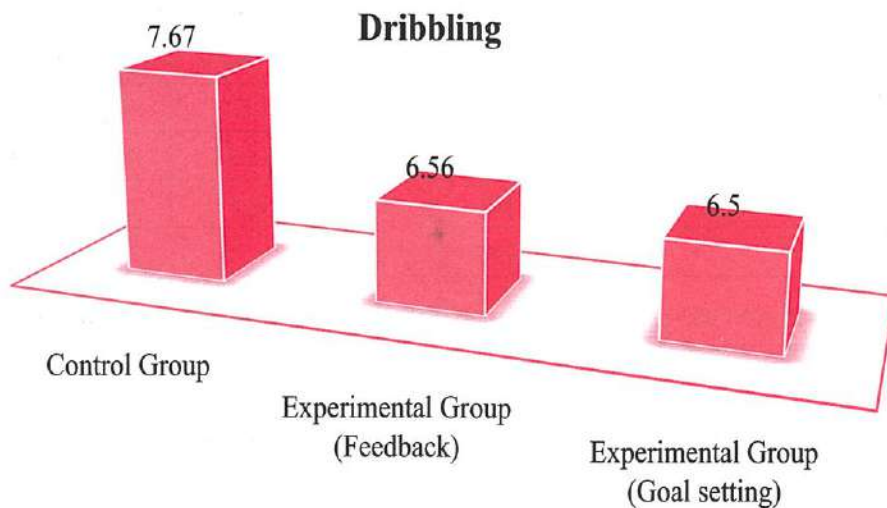 Dribbling
7.67
6.56
6.5
Control Group
Experimental Group
(Feedback)
Experimental Group
(Goal setting)